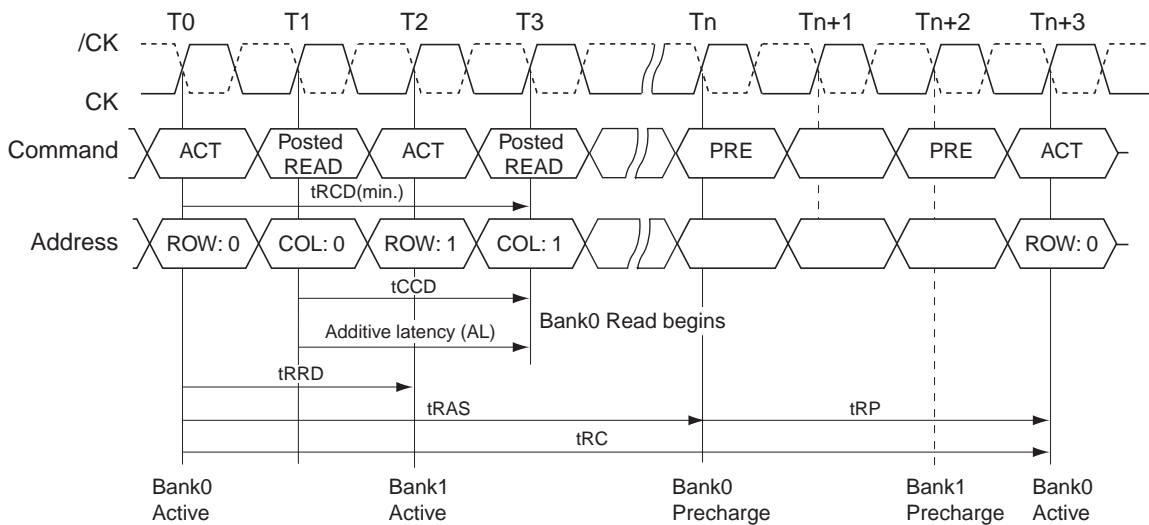 T0 T1 T2 T3 Tn Tn+1 Tn+2 Tn+3
/CK
CK
Command ACT Posted READ ACT Posted READ PRE PRE ACT
tRCD(min.)
Address ROW: 0 COL: 0 ROW: 1 COL: 1 ROW: 0
tCCD
Bank0 Read begins
Additive latency (AL)
tRRD
tRAS tRP
tRC
Bank0 Bank1 Bank0 Bank1 Bank0
Active Active Precharge Precharge Active